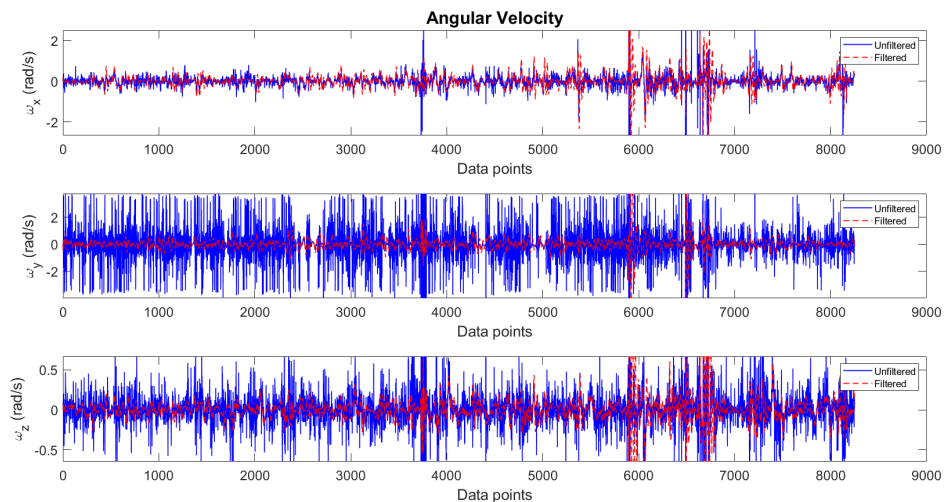 Angular Velocity
ω_x (rad/s)
2
0
-2
Unfiltered
Filtered
0 1000 2000 3000 4000 5000 6000 7000 8000 9000
Data points
ω_y (rad/s)
2
0
-2
Unfiltered
Filtered
0 1000 2000 3000 4000 5000 6000 7000 8000 9000
Data points
ω_z (rad/s)
0.5
0
-0.5
Unfiltered
Filtered
0 1000 2000 3000 4000 5000 6000 7000 8000 9000
Data points